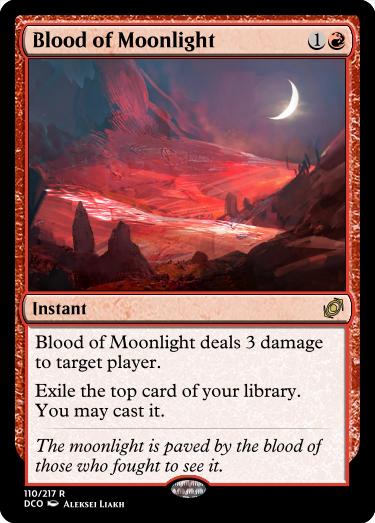 Blood of Moonlight 1
Instant
Blood of Moonlight deals 3 damage
to target player.
Exile the top card of your library.
You may cast it.
The moonlight is paved by the blood of
those who fought to see it.
110/217 R
DCO Aleksei Liakh